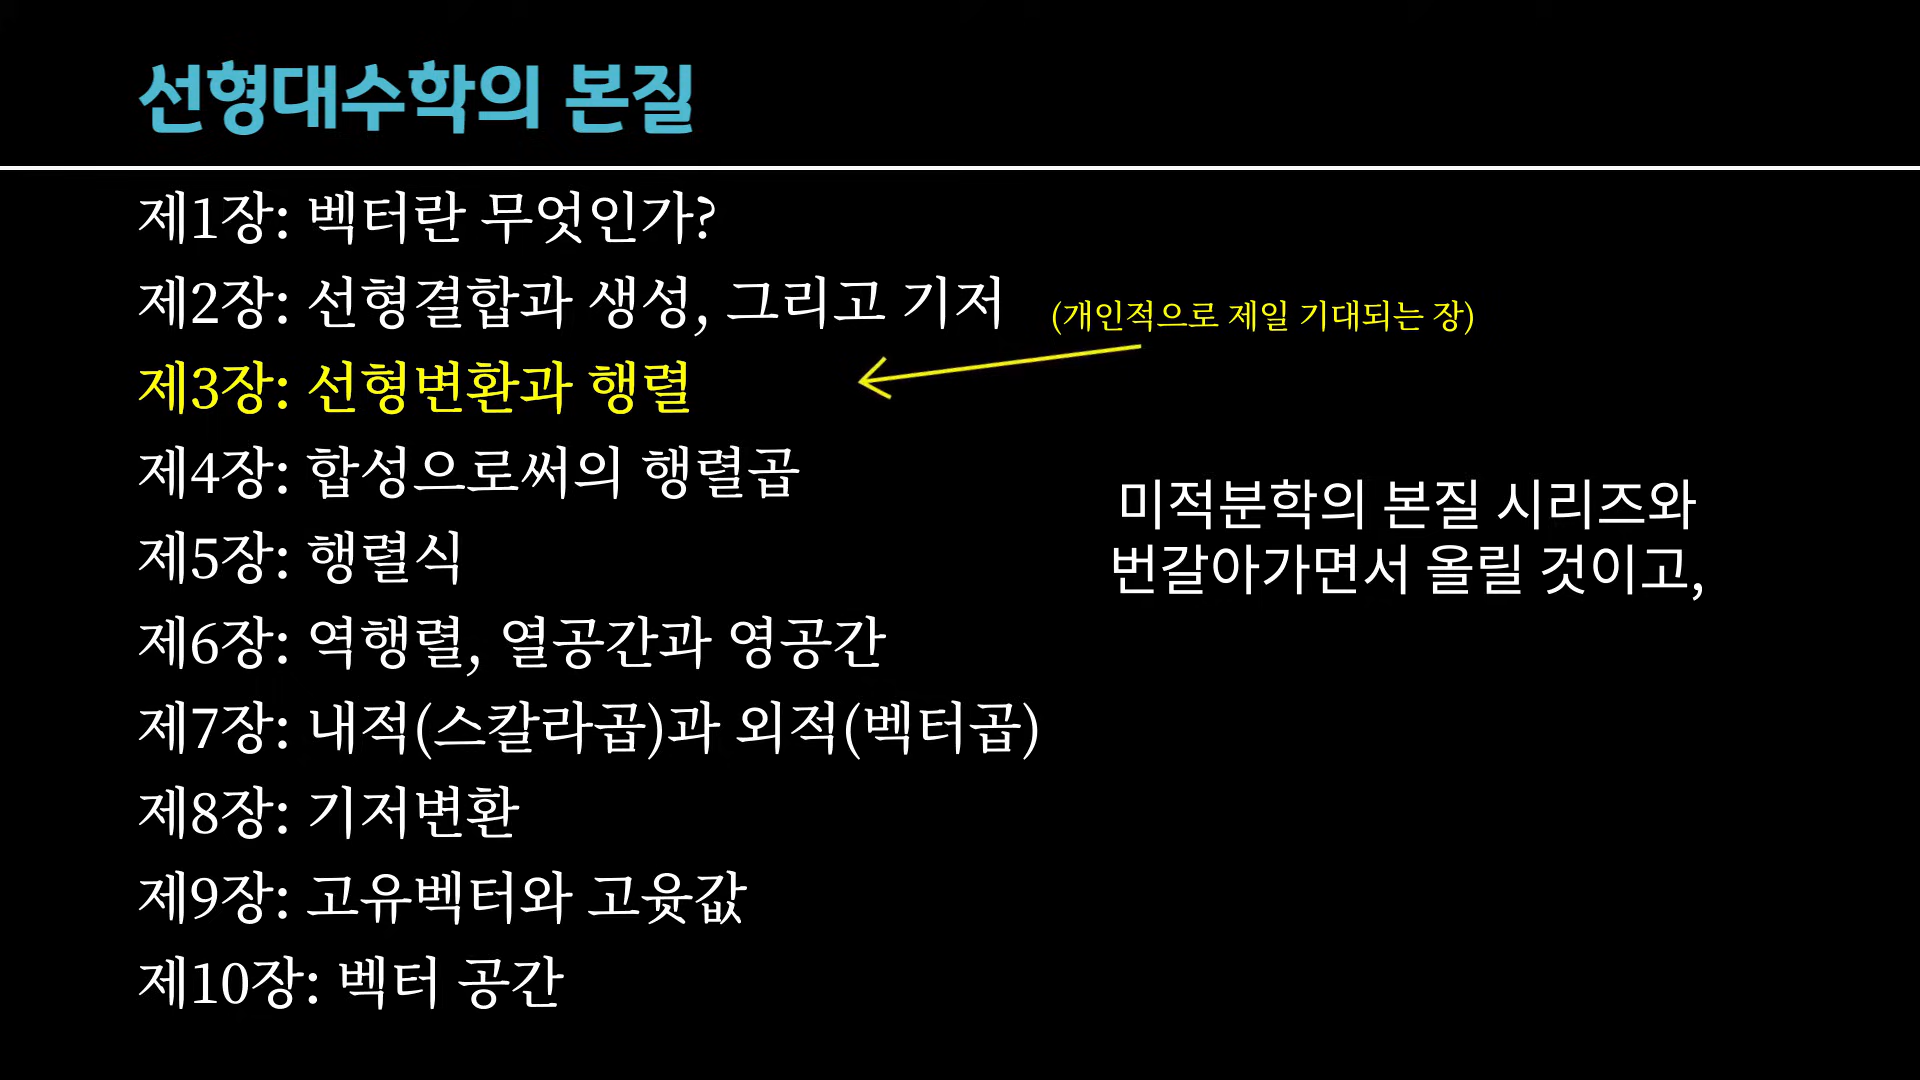 선형대수학의 본질
제1장: 벡터란 무엇인가?
제2장: 선형결합과 생성, 그리고 기저
(개인적으로 제일 기대되는 장)
제3장: 선형변환과 행렬
제4장: 합성으로써의 행렬곱
제5장: 행렬식
제6장: 역행렬, 열공간과 영공간
제7장: 내적(스칼라곱)과 외적(벡터곱)
제8장: 기저변환
제9장: 고유벡터와 고윳값
제10장: 벡터 공간
미적분학의 본질 시리즈와
번갈아가면서 올릴 것이고,